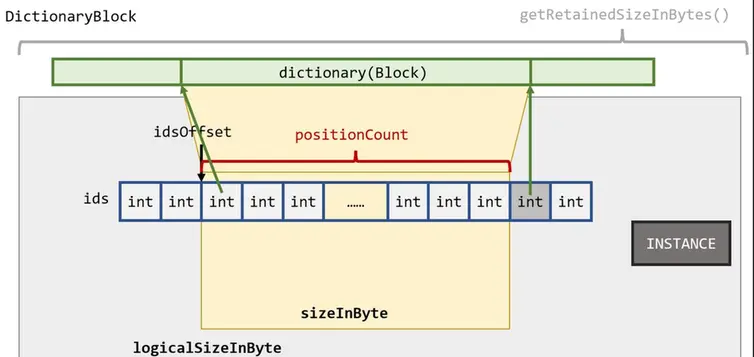 DictionaryBlock
getRetainedSizeInBytes()
dictionary(Block)
idsOffset
positionCount
ids
int int int int int …… int int int int int
INSTANCE
sizeInByte
logicalSizeInByte